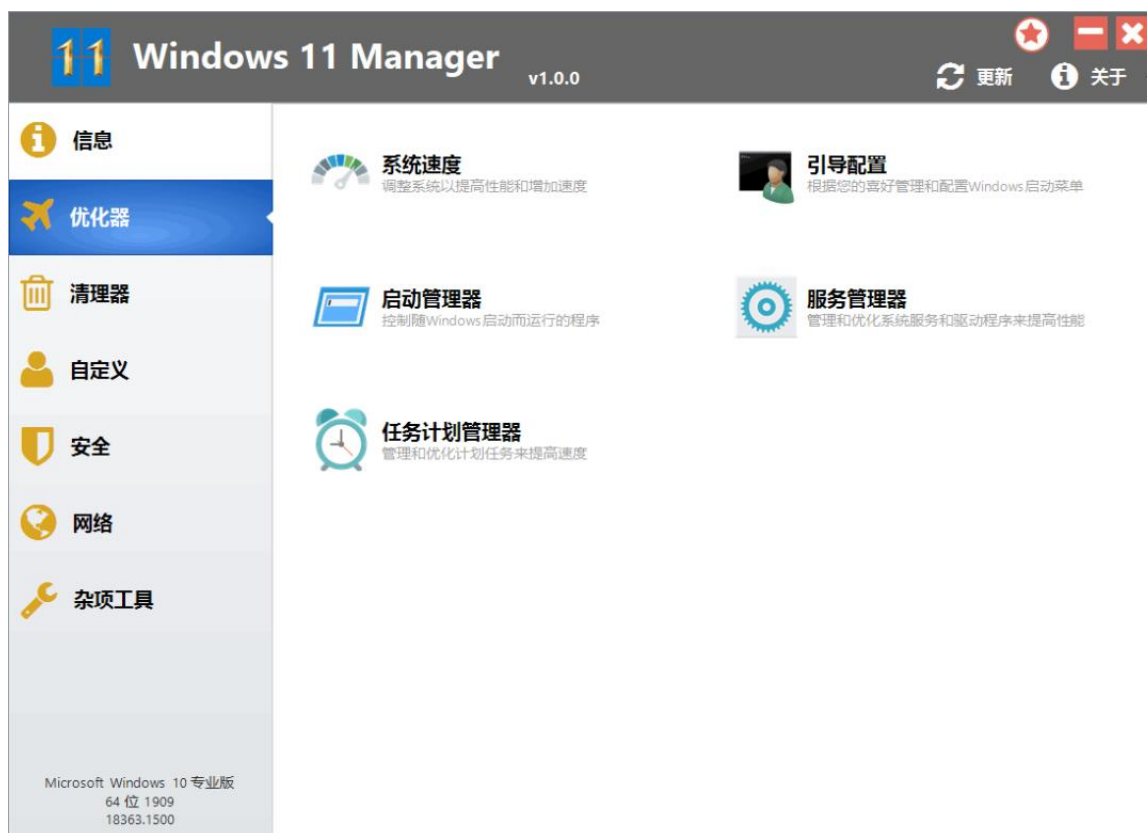 11 Windows 11 Manager v1.0.0
更新 关于
信息
优化器
清理器
自定义
安全
网络
杂项工具
系统速度
调整系统以提高性能和增加速度
引导配置
根据您的喜好管理和配置Windows启动菜单
启动管理器
控制随Windows启动而运行的程序
服务管理器
管理和优化系统服务和驱动程序来提高性能
任务计划管理器
管理和优化计划任务来提高速度
Microsoft Windows 10 专业版
64 位 1909
18363.1500